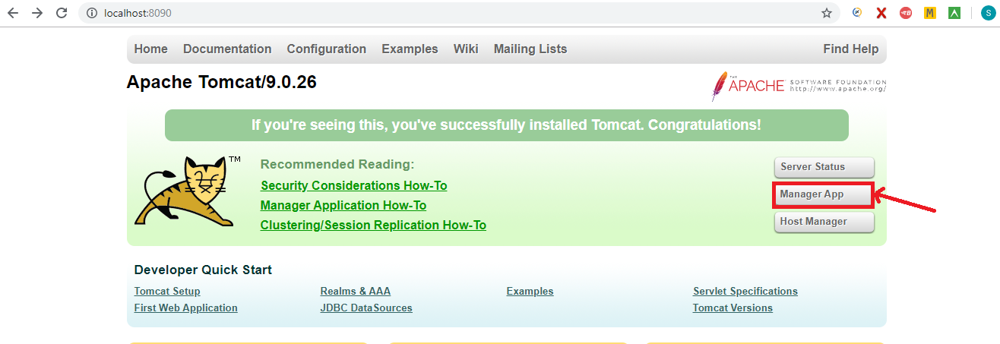 localhost:8090
M
S
Home Documentation Configuration Examples Wiki Mailing Lists Find Help
Apache Tomcat/9.0.26
THE
APACHE SOFTWARE FOUNDATION
http://www.apache.org/
If you're seeing this, you've successfully installed Tomcat. Congratulations!
TM
Recommended Reading:
Security Considerations How-To
Manager Application How-To
Clustering/Session Replication How-To
Server Status
Manager App
Host Manager
Developer Quick Start
Tomcat Setup Realms & AAA Examples Servlet Specifications
First Web Application JDBC DataSources Tomcat Versions